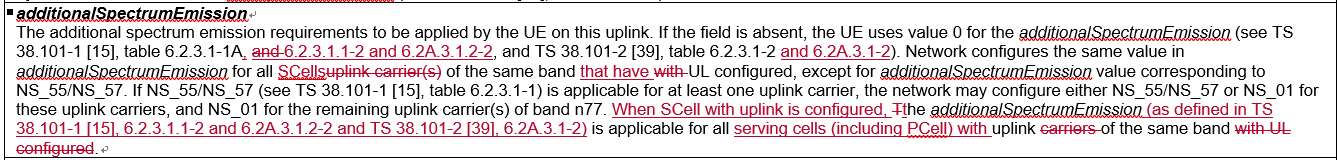 additionalSpectrumEmission
The additional spectrum emission requirements to be applied by the UE on this uplink. If the field is absent, the UE uses value 0 for the additionalSpectrumEmission (see TS
38.101-1 [15], table 6.2.3.1-1A, and 6.2.3.1.1-2 and 6.2A.3.1.2-2, and TS 38.101-2 [39], table 6.2.3.1-2 and 6.2A.3.1-2). Network configures the same value in
additionalSpectrumEmission for all SCellsuplink carrier(s) of the same band that have with UL configured, except for additionalSpectrumEmission value corresponding to
NS_55/NS_57. If NS_55/NS_57 (see TS 38.101-1 [15], table 6.2.3.1-1) is applicable for at least one uplink carrier, the network may configure either NS_55/NS_57 or NS_01 for
these uplink carriers, and NS_01 for the remaining uplink carrier(s) of band n77. When SCell with uplink is configured, Tthe additionalSpectrumEmission (as defined in TS
38.101-1 [15], 6.2.3.1.1-2 and 6.2A.3.1.2-2 and TS 38.101-2 [39], 6.2A.3.1-2) is applicable for all serving cells (including PCell) with uplink carriers of the same band with UL
configured.